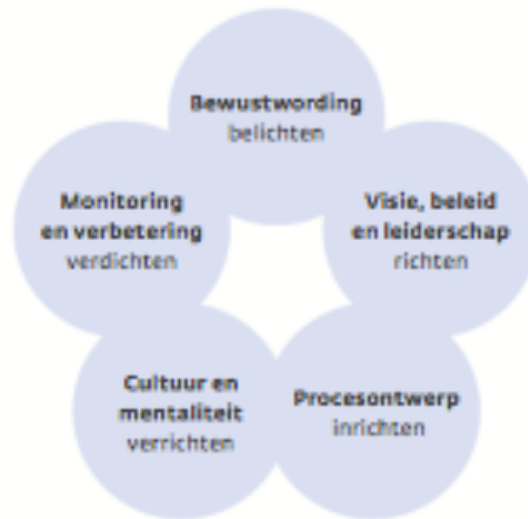 Bewustwording
belichten
Visie, beleid
en leiderschap
richten
Procesontwerp
inrichten
Cultuur en
mentaliteit
verrichten
Monitoring
en verbetering
verdichten